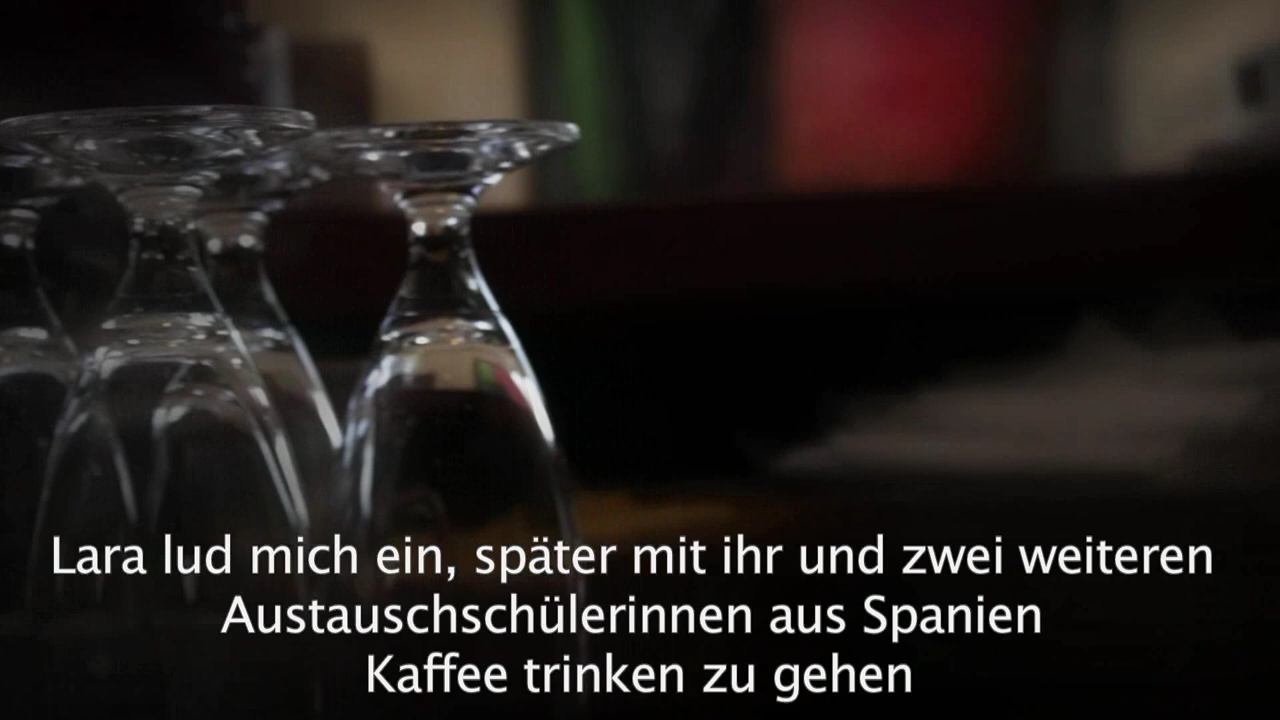 Lara lud mich ein, später mit ihr und zwei weiteren
Austauschschülerinnen aus Spanien
Kaffee trinken zu gehen